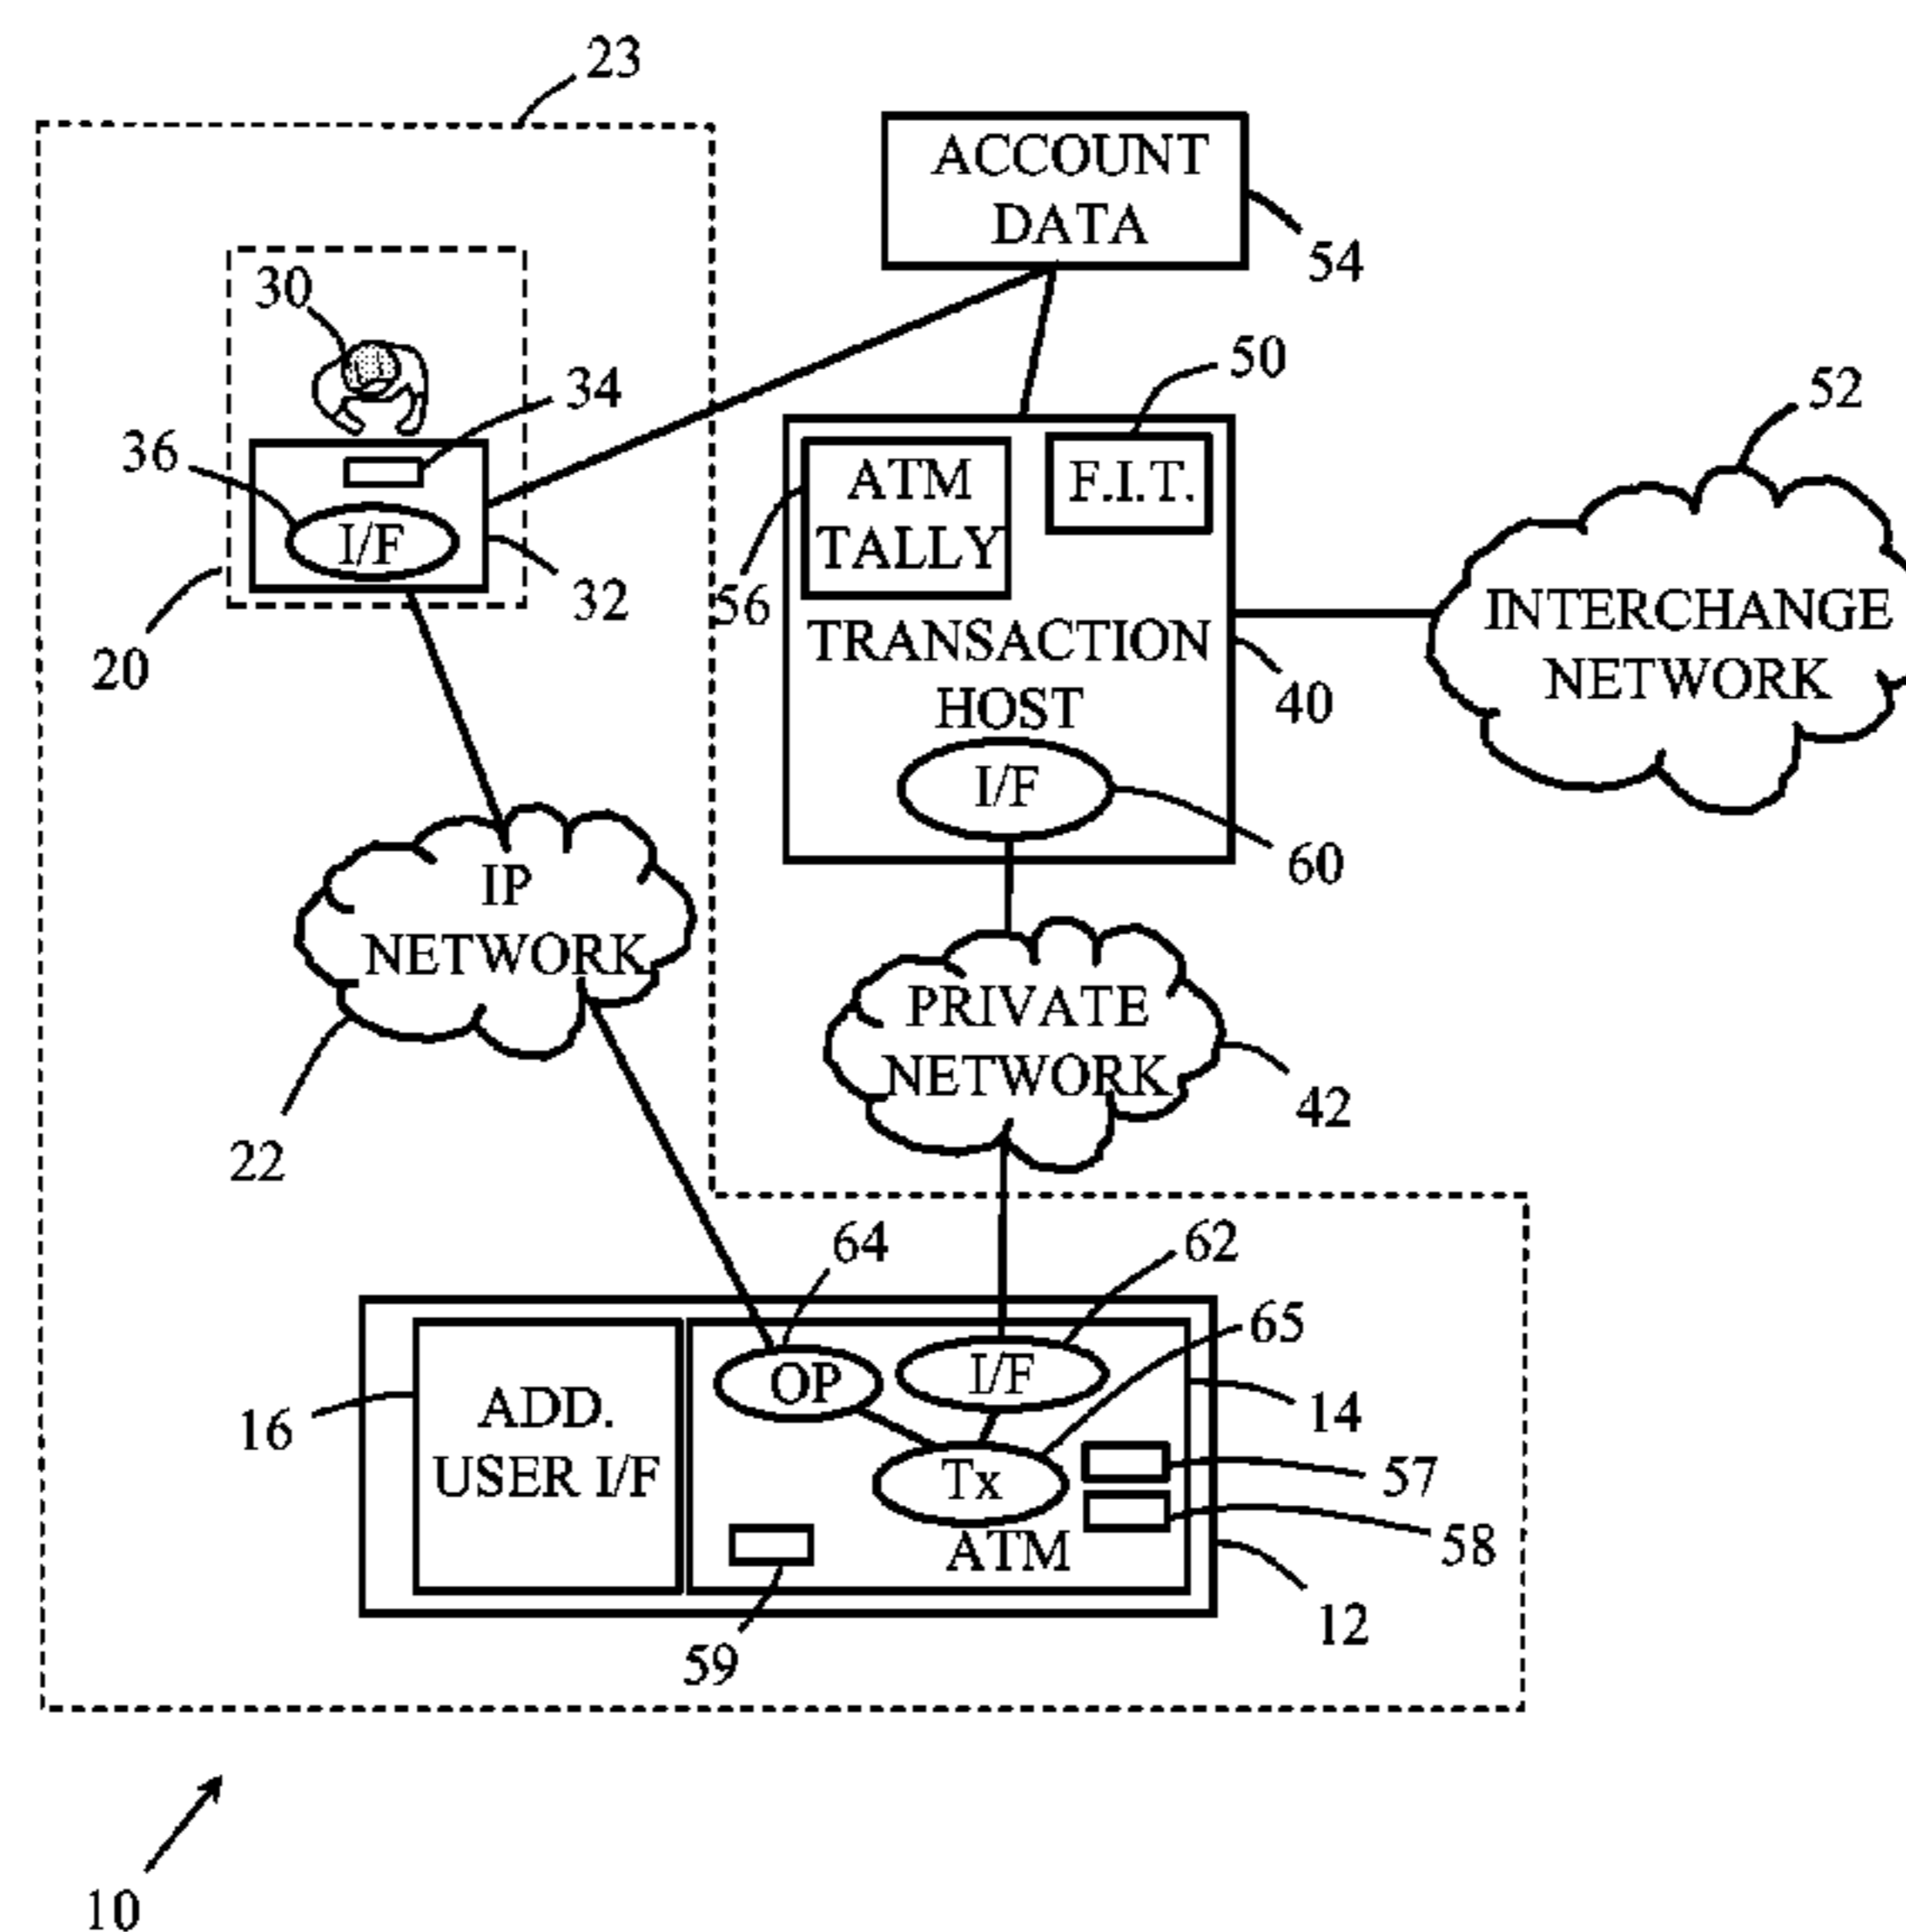 23
ACCOUNT
DATA
54
30
34
50
52
36
I/F
ATM
TALLY
F.I.T.
56
32
20
TRANSACTION
HOST
40
INTERCHANGE
NETWORK
I/F
60
IP
NETWORK
22
PRIVATE
NETWORK
42
64
62
65
16
ADD.
USER I/F
OP
I/F
Tx
ATM
14
57
58
59
12
10